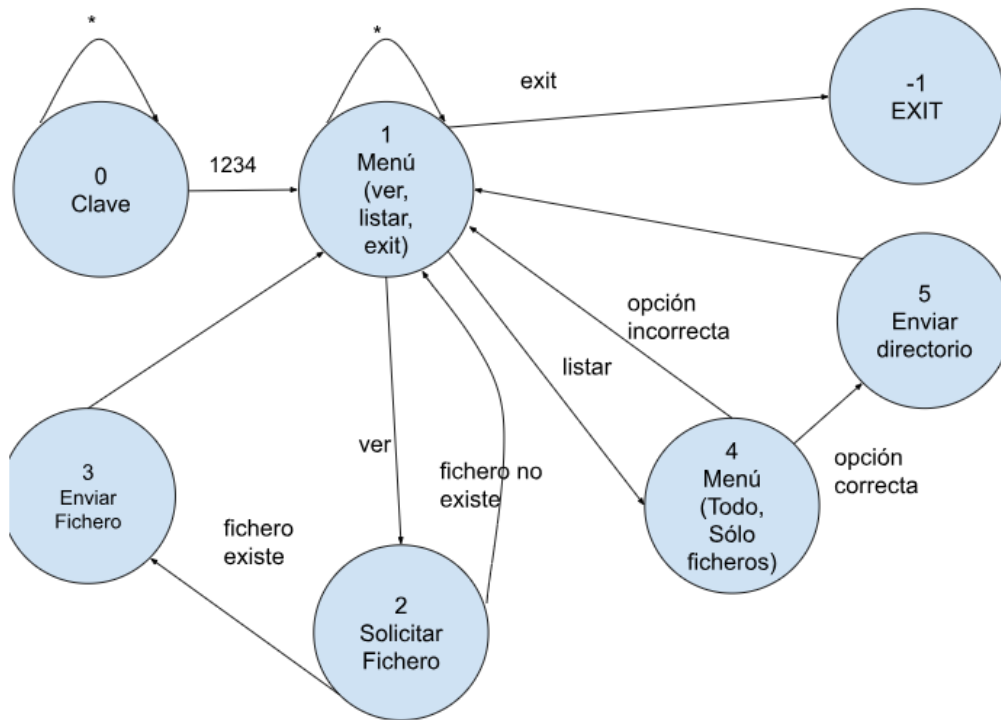 *
*
0
Clave
1234
1
Menú
(ver,
listar,
exit)
exit
-1
EXIT
5
Enviar
directorio
opción
incorrecta
listar
4
Menú
(Todo,
Sólo
ficheros)
opción
correcta
ver
fichero no
existe
3
Enviar
Fichero
fichero
existe
2
Solicitar
Fichero